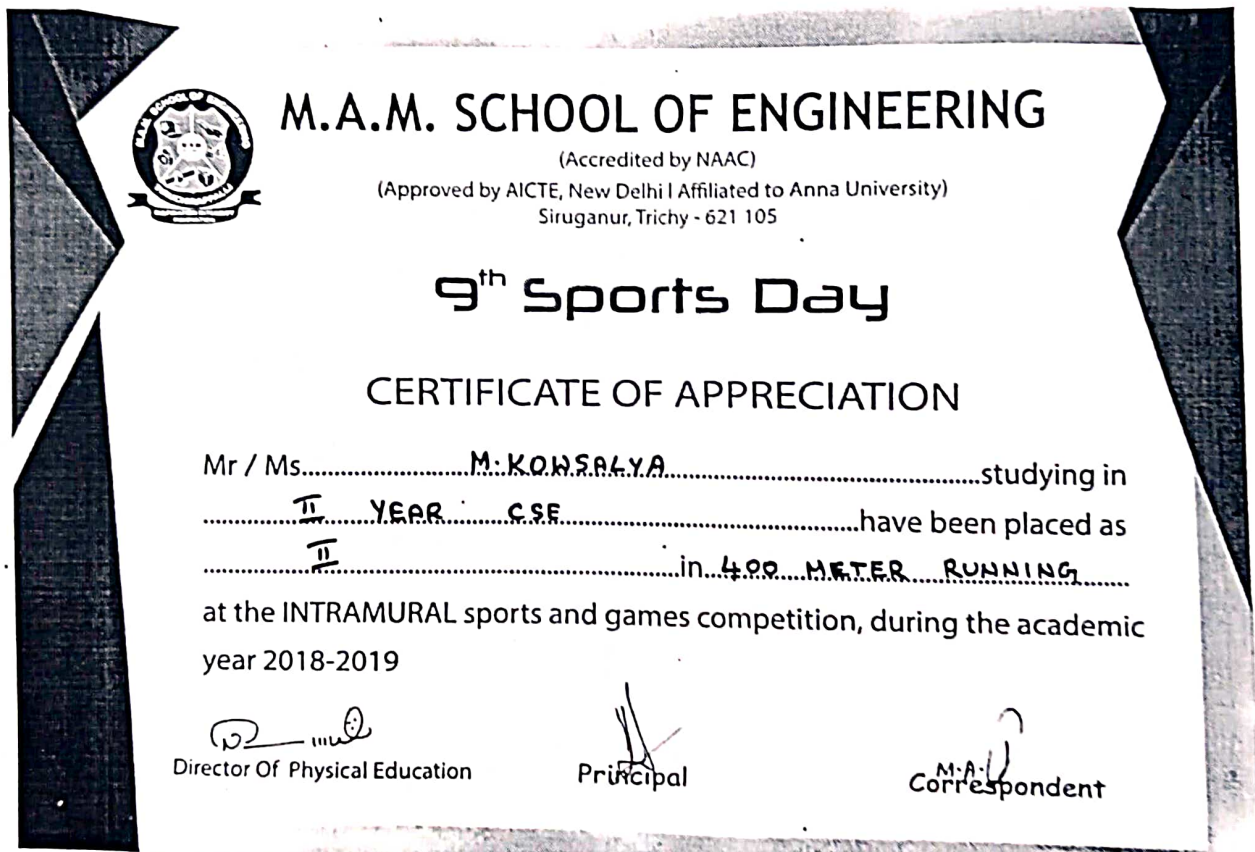 M.A.M. SCHOOL OF ENGINEERING
M.A.M. SCHOOL OF ENGINEERING
(Accredited by NAAC)
(Approved by AICTE, New Delhi | Affiliated to Anna University)
Siruganur, Trichy - 621 105
9th Sports Day
CERTIFICATE OF APPRECIATION
Mr / Ms. M. KOWSALYA studying in
II YEAR CSE have been placed as
II in 400 METER RUNNING
at the INTRAMURAL sports and games competition, during the academic
year 2018-2019
M.A.
Director Of Physical Education Principal Correspondent